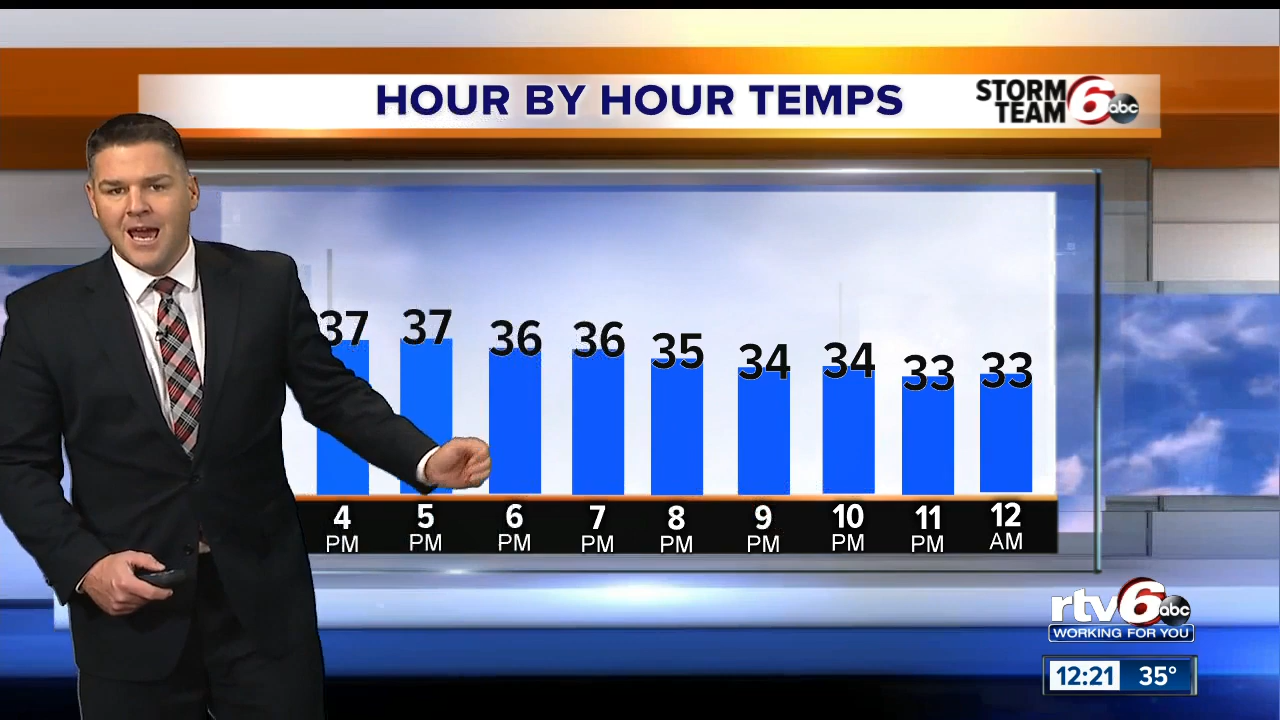 HOUR BY HOUR TEMPS
STORM
TEAM 6 abc
37 37 36 36 35 34 34 33 33
4 5 6 7 8 9 10 11 12
PM PM PM PM PM PM PM PM AM
rtv6 abc
WORKING FOR YOU
12:21 35°